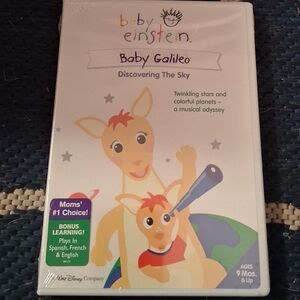 baby
einstein.
Baby Galileo
Discovering The Sky
Twinkling stars and
colorful planets –
a musical odyssey
Moms'
#1 Choice!
BONUS
LEARNING!
Plays In
Spanish, French
& English
WALT DISNEY Company
AGES
9 Mos.
& Up